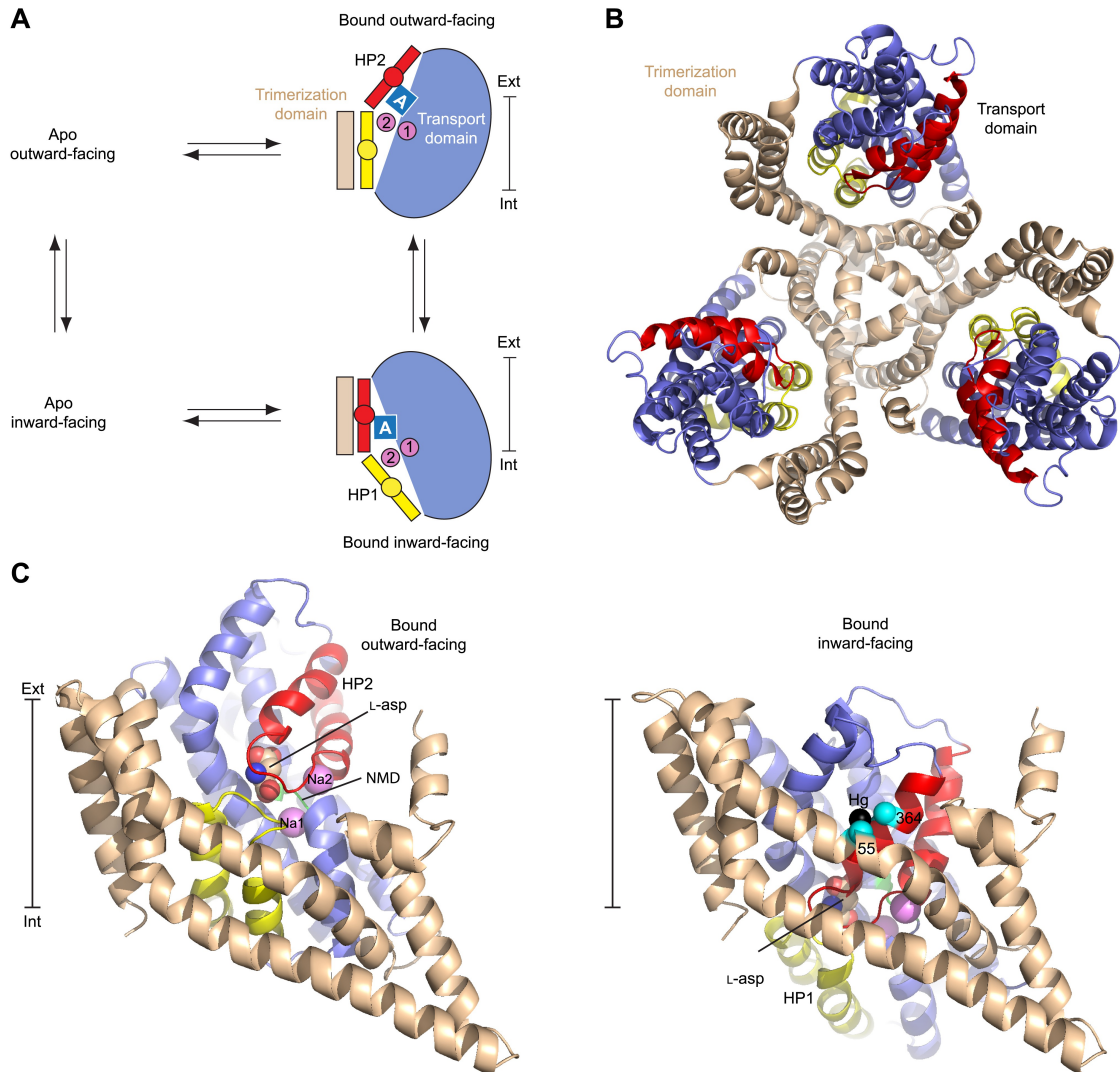 A
Bound outward-facing
HP2
Trimerization
domain
A
2
1
Transport
domain
Ext
Int
Apo
outward-facing
Apo
inward-facing
Ext
Int
A
2
1
HP1
Bound inward-facing
B
Trimerization
domain
Transport
domain
C
Bound
outward-facing
Ext
Int
HP2
L-asp
Na2
NMD
Na1
Bound
inward-facing
Hg
364
55
L-asp
HP1